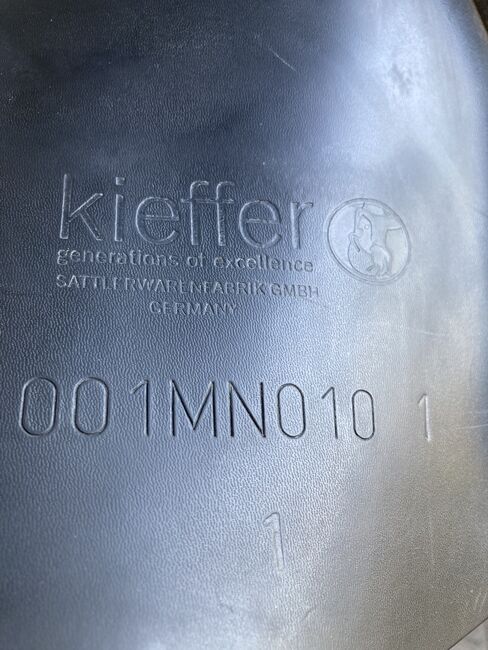 kieffer
generations of excellence
SATTLERWARENFABRIK GMBH
GERMANY
001MN010 1
1